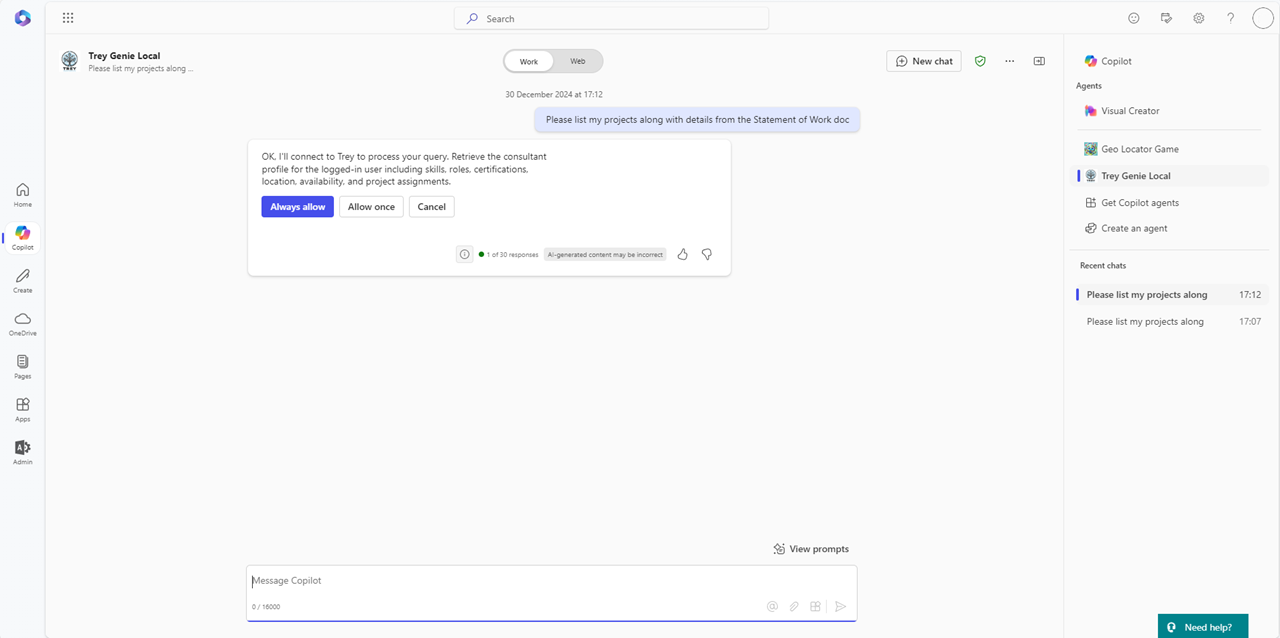 Search
Home
Copilot
Create
OneDrive
Pages
Apps
Admin
TREY
Trey Genie Local
Please list my projects along ...
Work
Web
New chat
30 December 2024 at 17:12
Please list my projects along with details from the Statement of Work doc
OK, I'll connect to Trey to process your query. Retrieve the consultant
profile for the logged-in user including skills, roles, certifications,
location, availability, and project assignments.
Always allow
Allow once
Cancel
1 of 30 responses
AI-generated content may be incorrect
View prompts
Message Copilot
0 / 16000
Copilot
Agents
Visual Creator
Geo Locator Game
Trey Genie Local
Get Copilot agents
Create an agent
Recent chats
Please list my projects along 17:12
Please list my projects along 17:07
Need help?